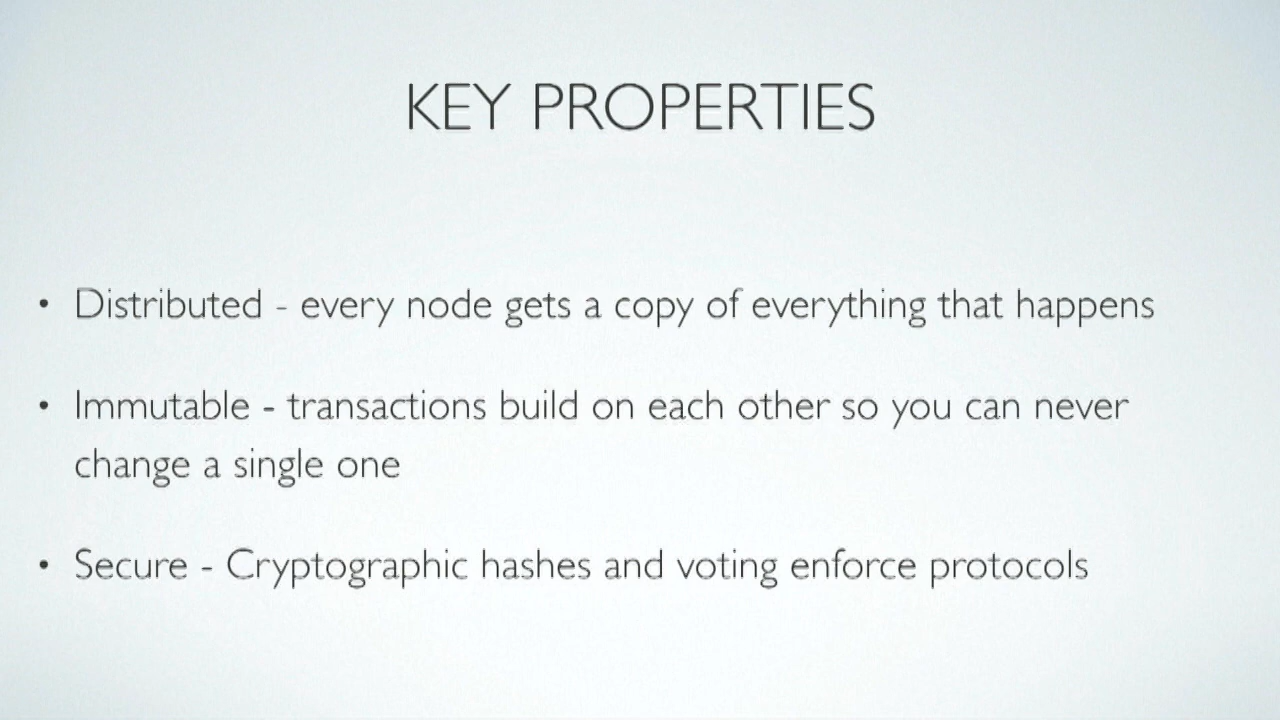 KEY PROPERTIES
• Distributed - every node gets a copy of everything that happens
• Immutable - transactions build on each other so you can never
change a single one
• Secure - Cryptographic hashes and voting enforce protocols